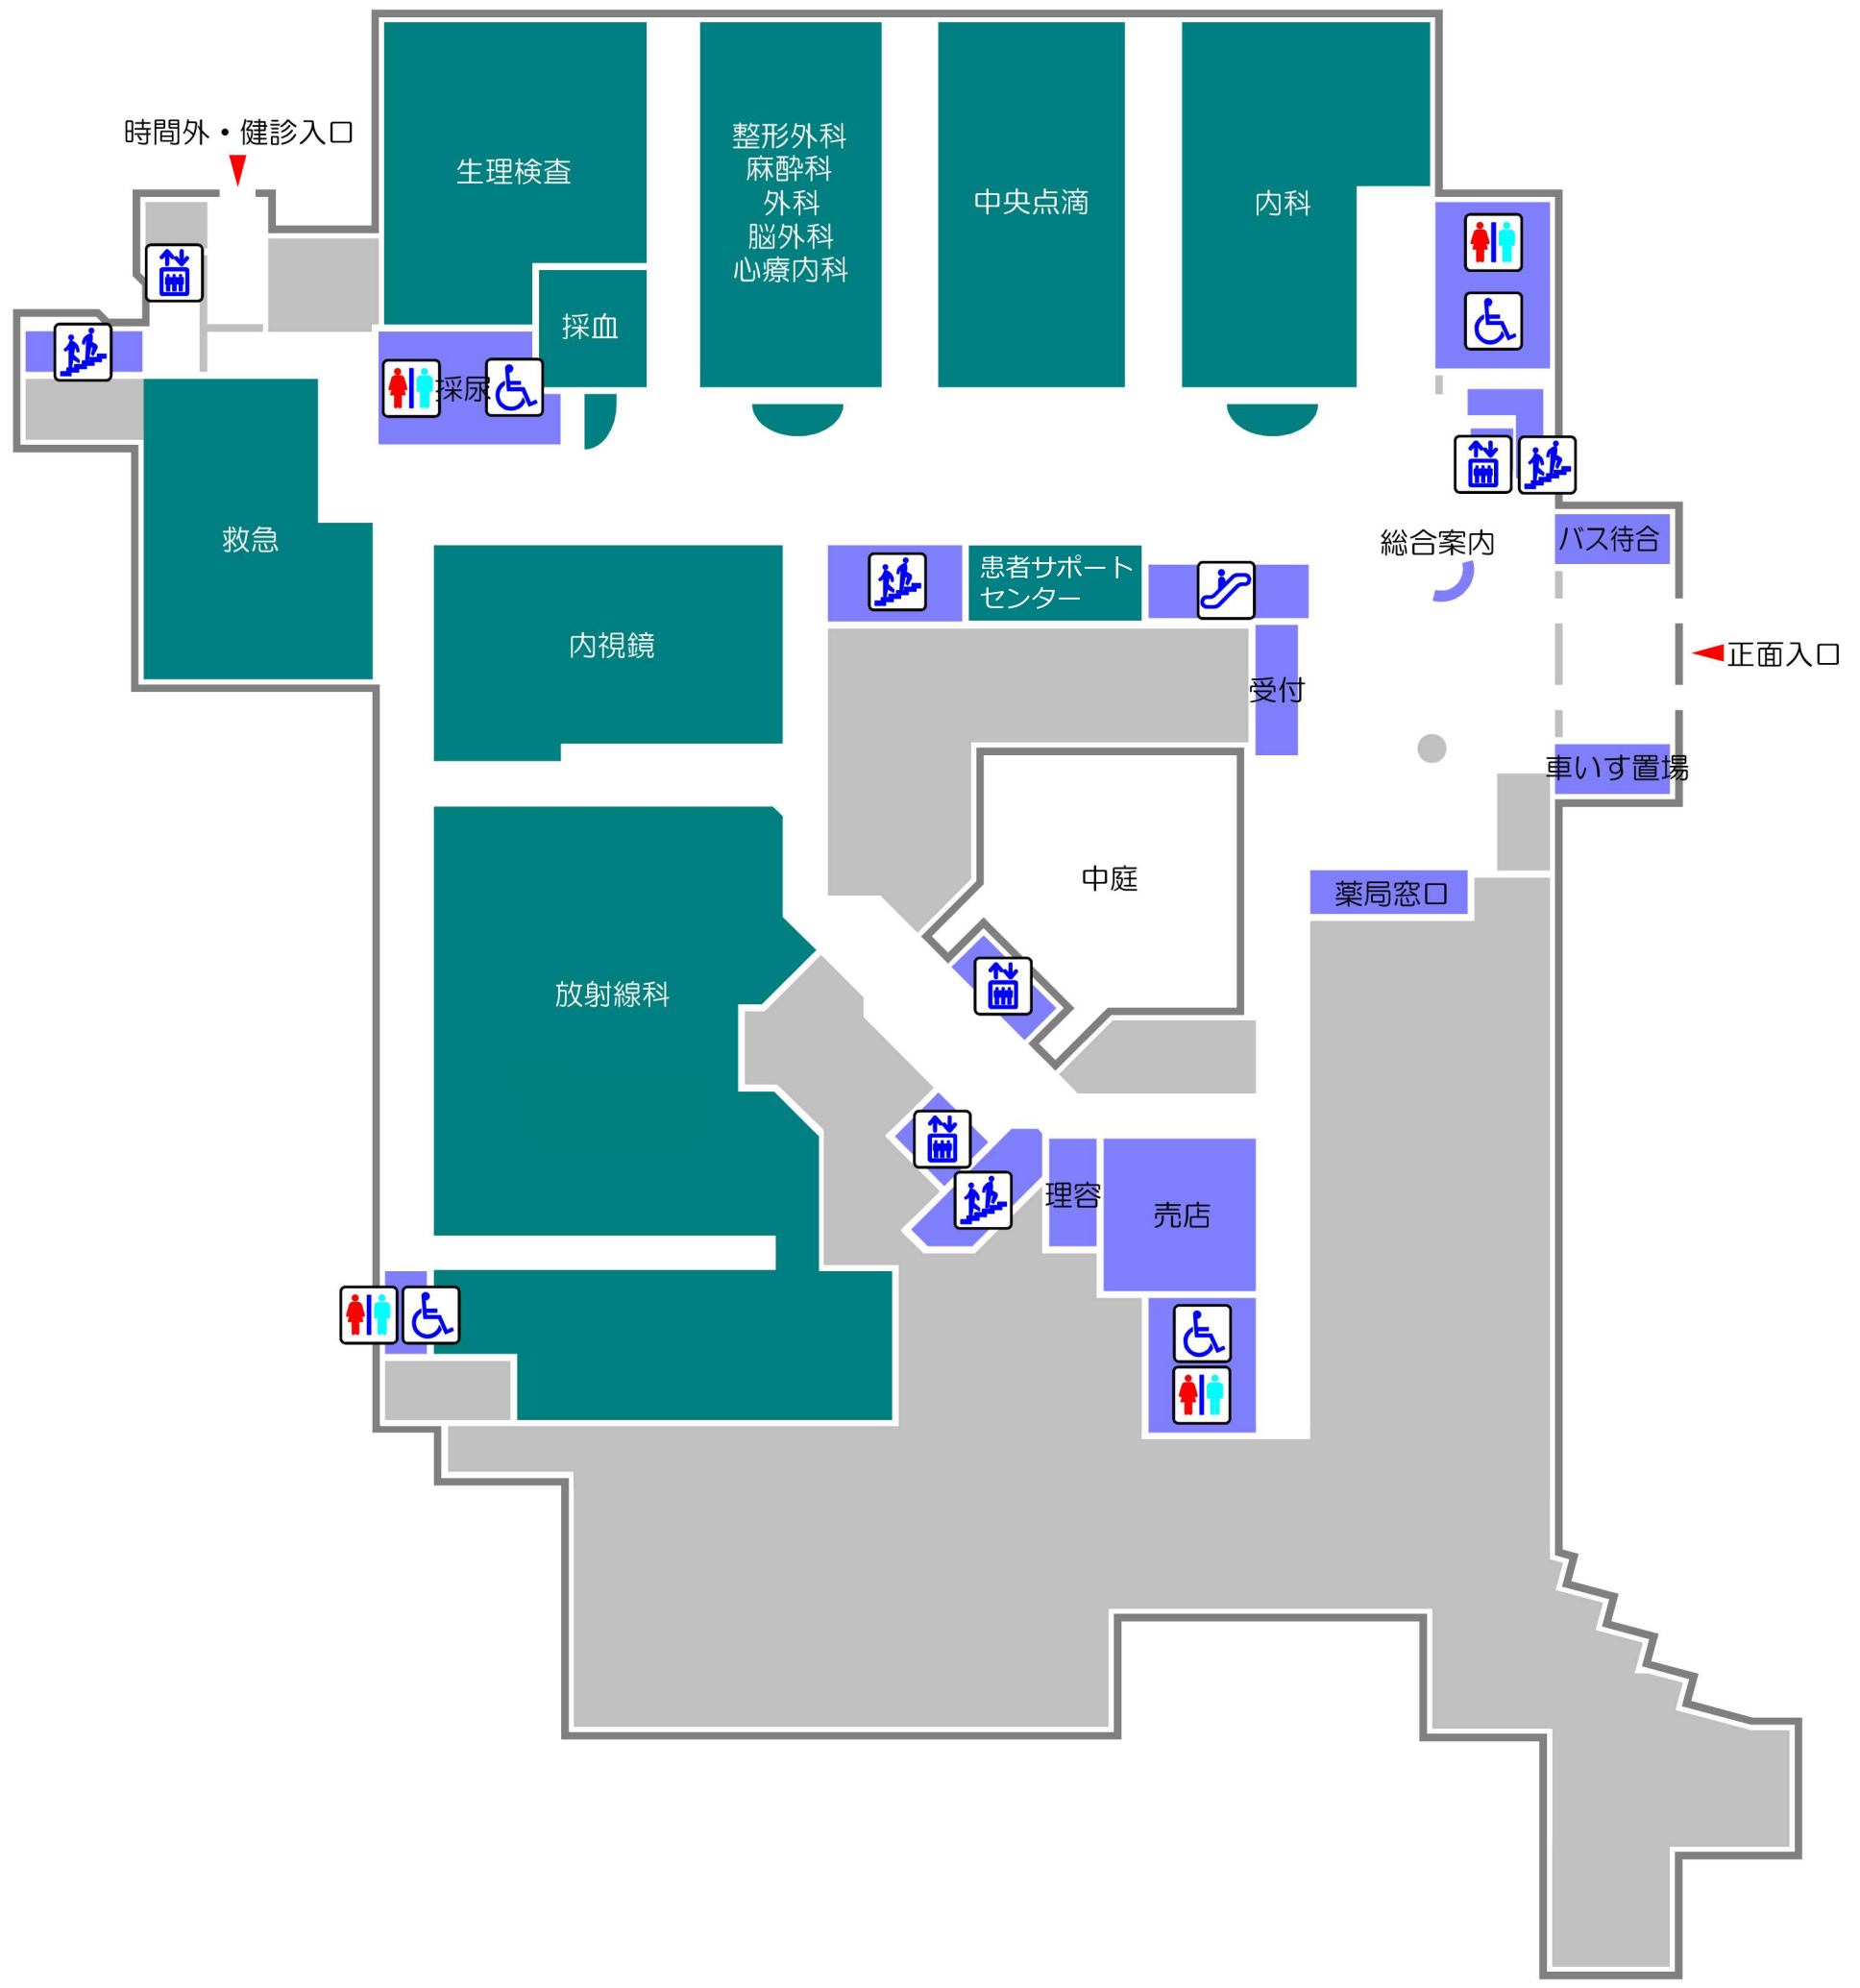 時間外・健診入口
生理検査
整形外科
麻酔科
外科
脳外科
心療内科
中央点滴
内科
採血
採尿
救急
総合案内
バス待合
患者サポート
センター
内視鏡
正面入口
受付
車いす置場
中庭
薬局窓口
放射線科
理容
売店